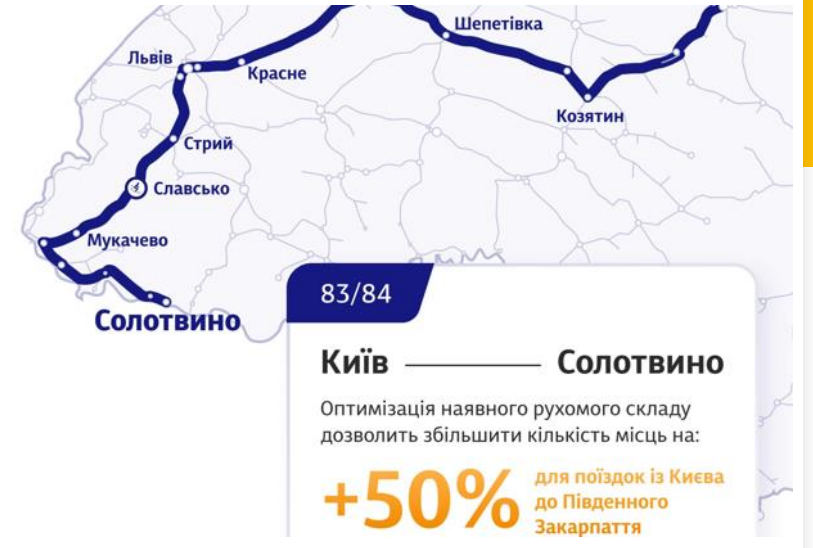 Шепетівка
Львів
Красне
Козятин
Стрий
Славсько
Мукачево
Солотвино
83/84
Київ — Солотвино
Оптимізація наявного рухомого складу
дозволить збільшити кількість місць на:
+50%
для поїздок із Києва
до Південного
Закарпаття